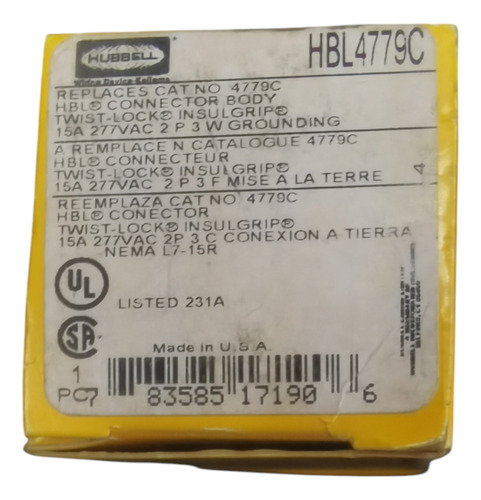 HUBBELL
HBL4779C
Wiring Device-Kellems
REPLACES CAT NO 4779C
HBL® CONNECTOR BODY
TWIST-LOCK® INSULGRIP®
15A 277VAC 2 P 3 W GROUNDING
A REMPLACE N CATALOGUE 4779C
HBL® CONNECTEUR
TWIST-LOCK® INSULGRIP®
15A 277VAC 2 P 3 F MISE A LA TERRE
4
REEMPLAZA CAT NO 4779C
HBL® CONECTOR
TWIST-LOCK® INSULGRIP®
15A 277VAC 2P 3 C CONEXION A TIERRA
NEMA L7-15R
UL
LISTED 231A
SA
Made in U.S.A.
1
PC
7 83585 17190 6